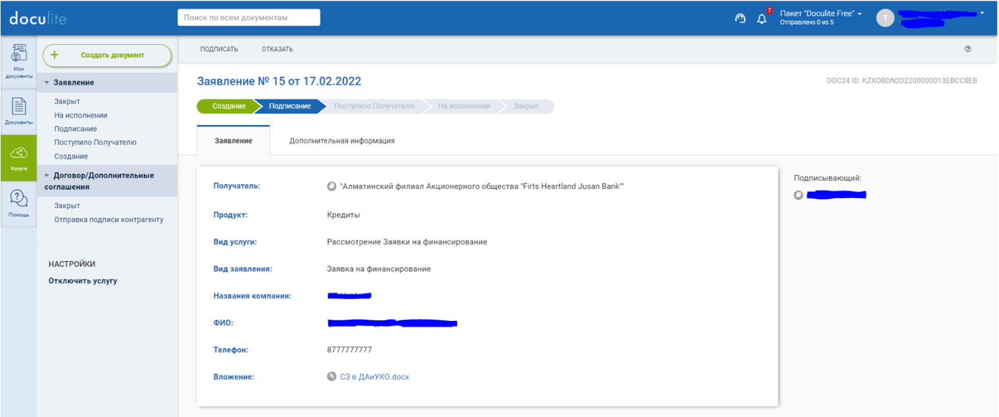 doculite
Поиск по всем документам
7
Пакет "Doculite Free"
Отправлено 0 из 5
T
Мои
документы
Документы
Услуги
Помощь
+ Создать документ
Заявление
Закрыт
На исполнении
Подписание
Поступило Получателю
Создание
Договор/Дополнительные
соглашения
Закрыт
Отправка подписи контрагенту
НАСТРОЙКИ
Отключить услугу
ПОДПИСАТЬ ОТКАЗАТЬ
Заявление № 15 от 17.02.2022
DOC24 ID: KZXOBDN202200000013EBCC8EB
Создание Подписание Поступило Получателю На исполнении Закрыт
Заявление Дополнительная информация
Получатель: "Алматинский филиал Акционерного общества "Firts Heartland Jusan Bank""
Продукт: Кредиты
Вид услуги: Рассмотрение Заявки на финансирование
Вид заявления: Заявка на финансирование
Названия компании:
ФИО:
Телефон: 8777777777
Вложение: СЗ в ДАиУКО.docx
Подписывающий: